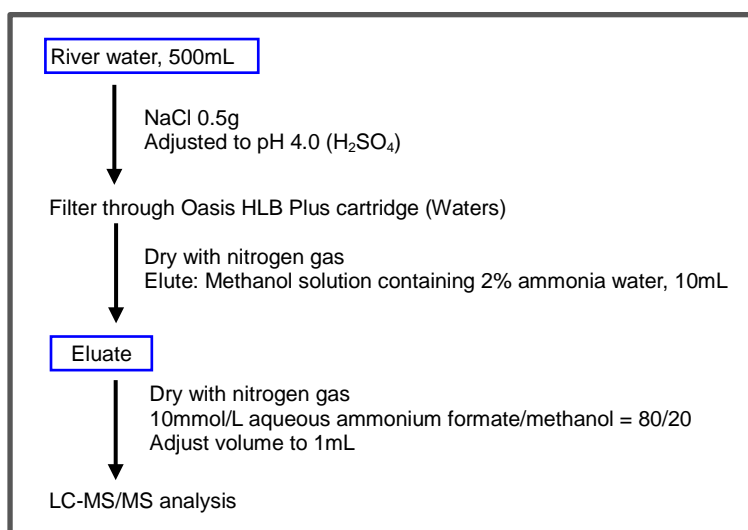 River water, 500mL
NaCl 0.5g
Adjusted to pH 4.0 (H₂SO₄)
Filter through Oasis HLB Plus cartridge (Waters)
Dry with nitrogen gas
Elute: Methanol solution containing 2% ammonia water, 10mL
Eluate
Dry with nitrogen gas
10mmol/L aqueous ammonium formate/methanol = 80/20
Adjust volume to 1mL
LC-MS/MS analysis